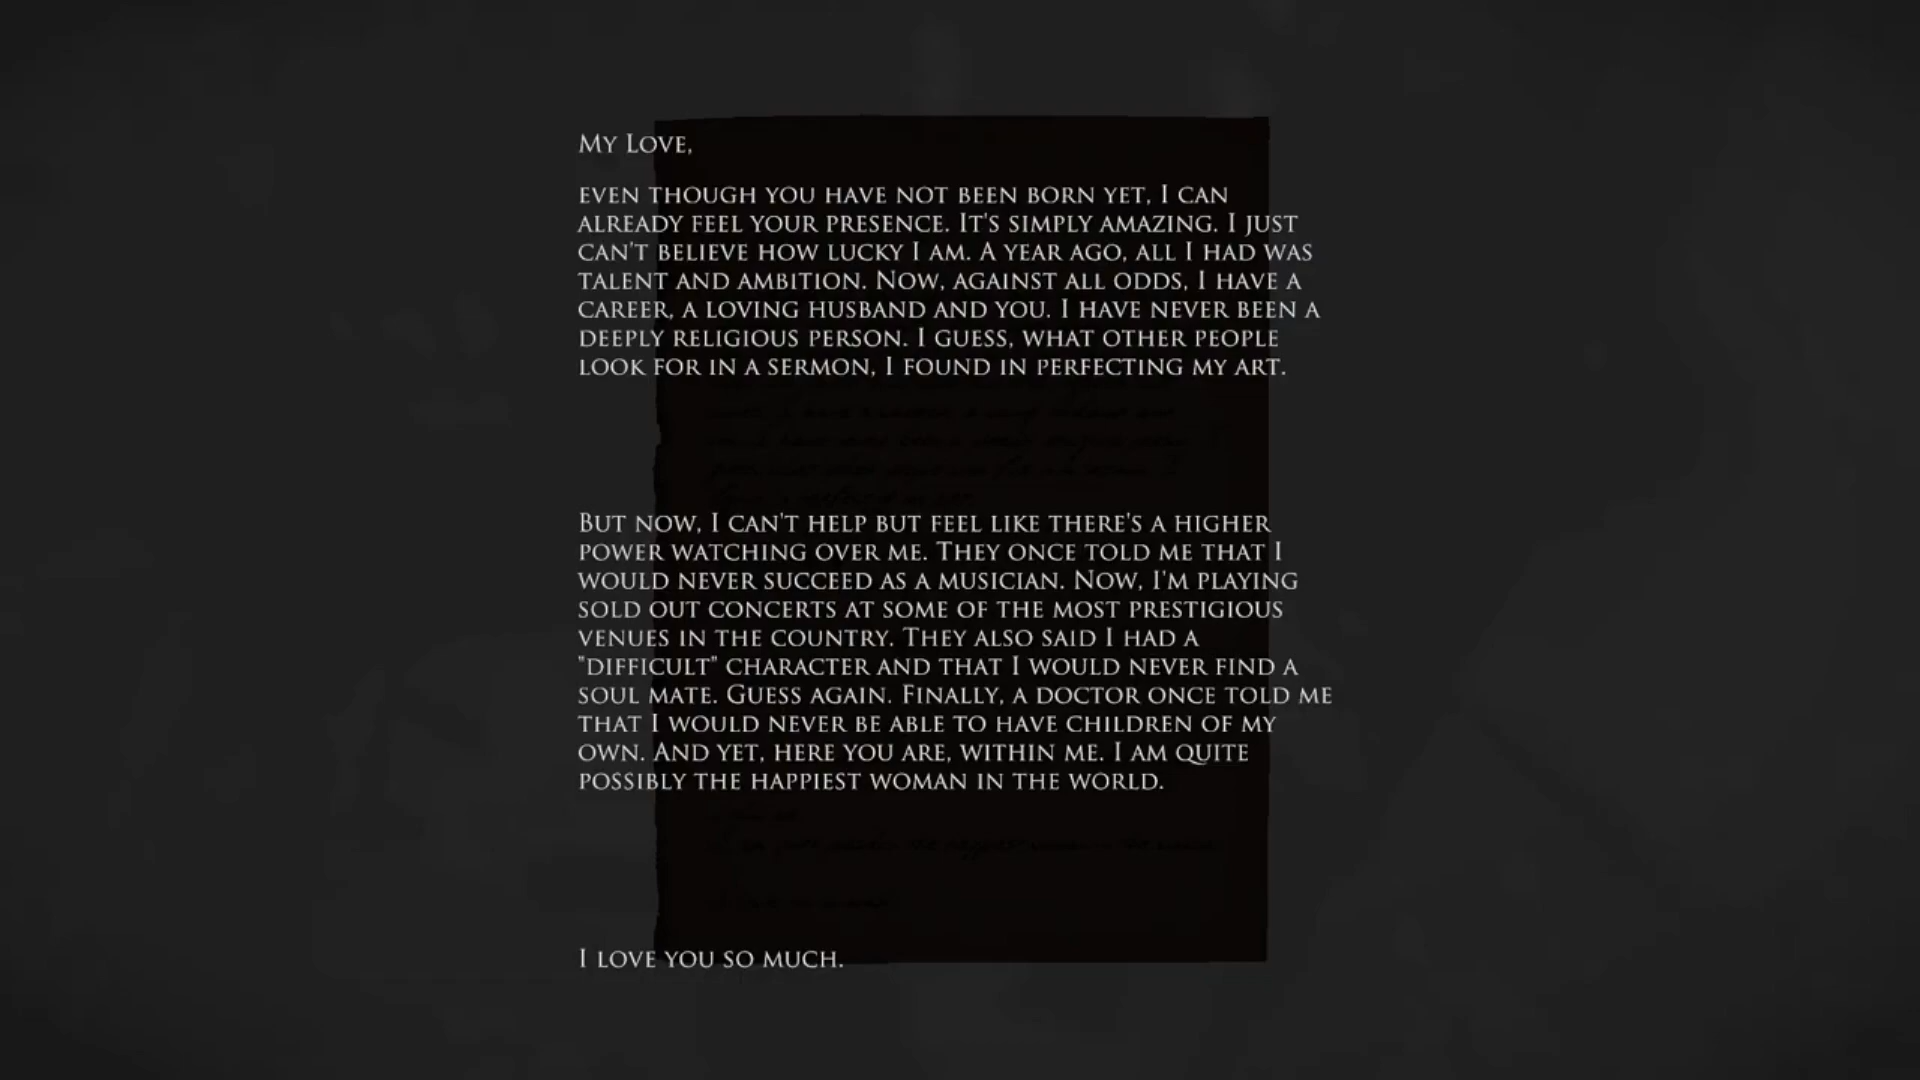 My Love,
even though you have not been born yet, I can
already feel your presence. It's simply amazing. I just
can't believe how lucky I am. A year ago, all I had was
talent and ambition. Now, against all odds, I have a
career, a loving husband and you. I have never been a
deeply religious person. I guess, what other people
look for in a sermon, I found in perfecting my art.
But now, I can't help but feel like there's a higher
power watching over me. They once told me that I
would never succeed as a musician. Now, I'm playing
sold out concerts at some of the most prestigious
venues in the country. They also said I had a
"difficult" character and that I would never find a
soul mate. Guess again. Finally, a doctor once told me
that I would never be able to have children of my
own. And yet, here you are, within me. I am quite
possibly the happiest woman in the world.
I love you so much.